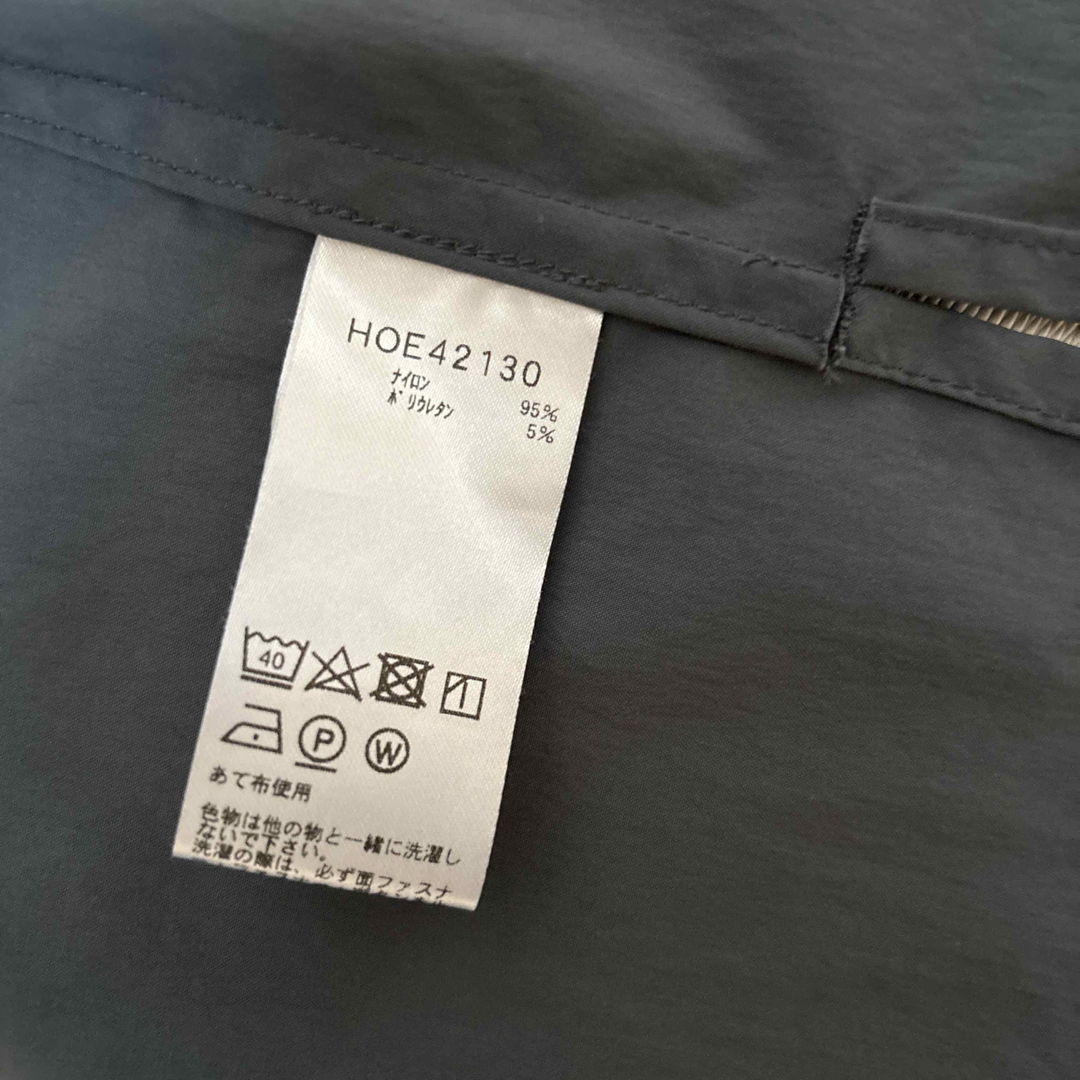 HOE42130
ナイロン 95%
ポリウレタン 5%
40
P W
あて布使用
色物は他の物と一緒に洗濯し
ないで下さい。
洗濯の際は、必ず面ファスナ